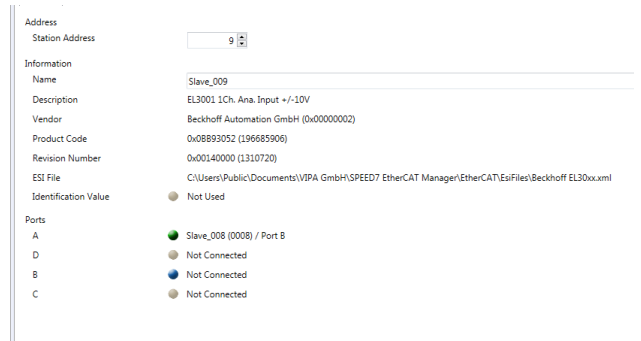 Address
Station Address 9
Information
Name Slave_009
Description EL3001 1Ch. Ana. Input +/-10V
Vendor Beckhoff Automation GmbH (0x00000002)
Product Code 0x0BB93052 (196685906)
Revision Number 0x00140000 (1310720)
ESI File C:\Users\Public\Documents\VIPA GmbH\SPEED7 EtherCAT Manager\EtherCAT\EsiFiles\Beckhoff EL30xx.xml
Identification Value Not Used
Ports
A Slave_008 (0008) / Port B
D Not Connected
B Not Connected
C Not Connected